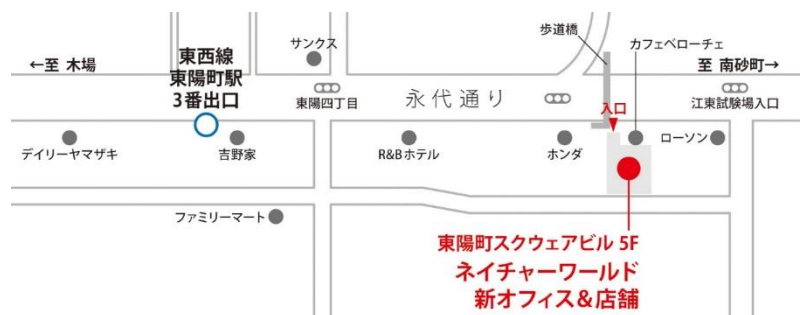 歩道橋
サンクス
カフェベローチェ
←至 木場
東西線
東陽町駅
3番出口
至 南砂町→
東陽四丁目
永代通り
入口
江東試験場入口
デイリーヤマザキ
吉野家
R&Bホテル
ホンダ
ローソン
ファミリーマート
東陽町スクウェアビル 5F
ネイチャーワールド
新オフィス&店舗